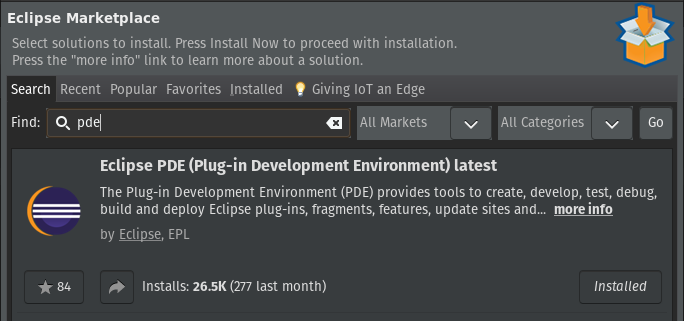 Eclipse Marketplace
Select solutions to install. Press Install Now to proceed with installation.
Press the "more info" link to learn more about a solution.
Search Recent Popular Favorites Installed Giving IoT an Edge
Find: pde All Markets All Categories Go
Eclipse PDE (Plug-in Development Environment) latest
The Plug-in Development Environment (PDE) provides tools to create, develop, test, debug,
build and deploy Eclipse plug-ins, fragments, features, update sites and... more info
by Eclipse, EPL
84 Installs: 26.5K (277 last month) Installed